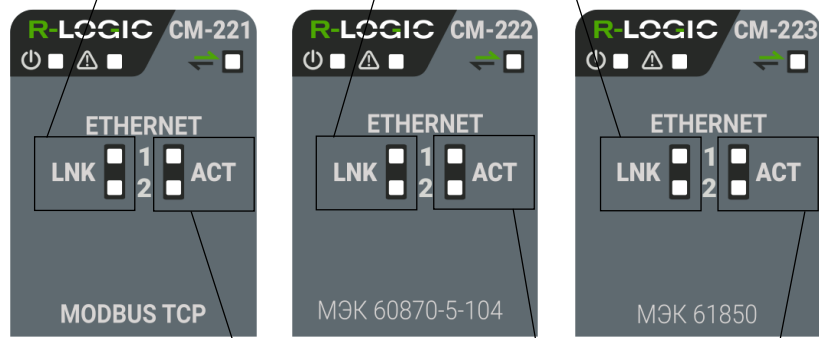 R-LOGIC CM-221
ETHERNET
LNK 1 ACT
2
MODBUS TCP
R-LOGIC CM-222
ETHERNET
LNK 1 ACT
2
МЭК 60870-5-104
R-LOGIC CM-223
ETHERNET
LNK 1 ACT
2
МЭК 61850